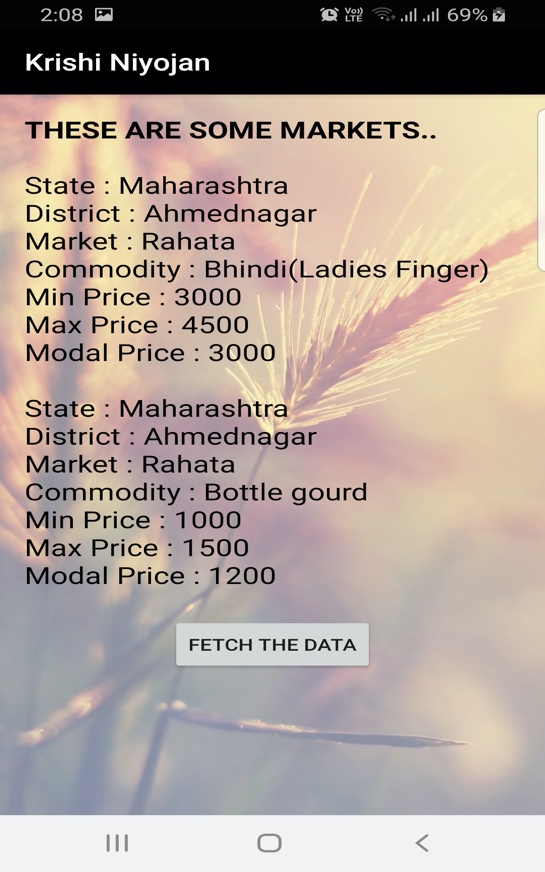 2:08 Vo)) LTE 69%
Krishi Niyojan
THESE ARE SOME MARKETS..
State : Maharashtra
District : Ahmednagar
Market : Rahata
Commodity : Bhindi(Ladies Finger)
Min Price : 3000
Max Price : 4500
Modal Price : 3000
State : Maharashtra
District : Ahmednagar
Market : Rahata
Commodity : Bottle gourd
Min Price : 1000
Max Price : 1500
Modal Price : 1200
FETCH THE DATA